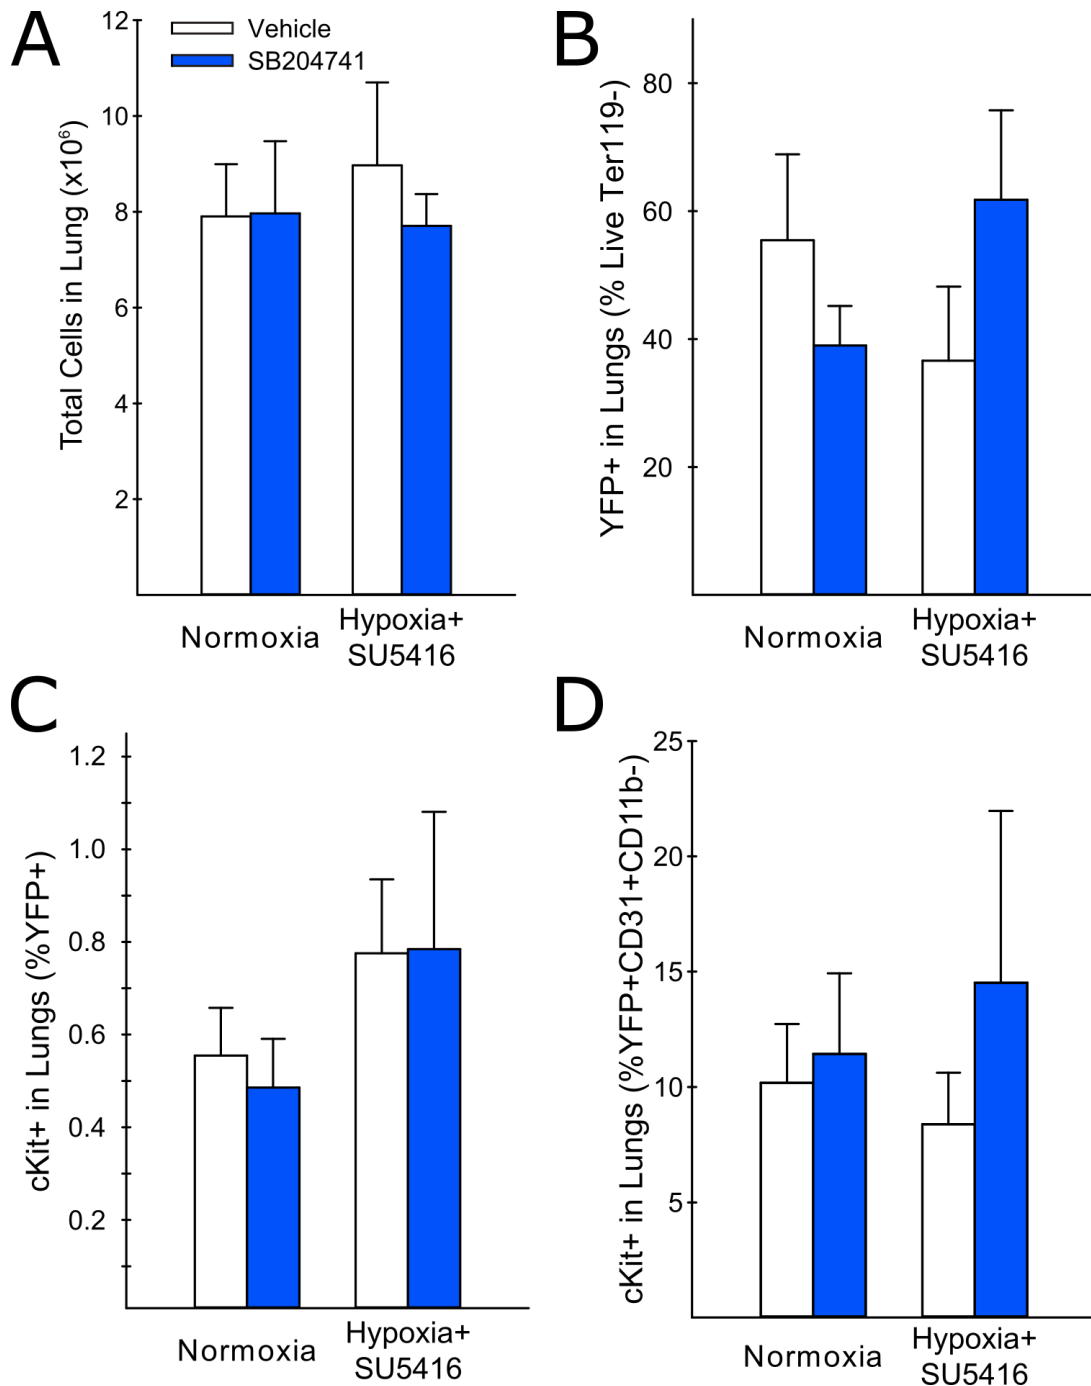 A
Vehicle
SB204741
Total Cells in Lung (x10⁶)
12
10
8
6
4
2
Normoxia
Hypoxia+
SU5416
B
YFP+ in Lungs (% Live Ter119-)
80
60
40
20
Normoxia
Hypoxia+
SU5416
C
cKit+ in Lungs (%YFP+)
1.2
1.0
0.8
0.6
0.4
0.2
Normoxia
Hypoxia+
SU5416
D
cKit+ in Lungs (%YFP+CD31+CD11b-)
25
20
15
10
5
Normoxia
Hypoxia+
SU5416